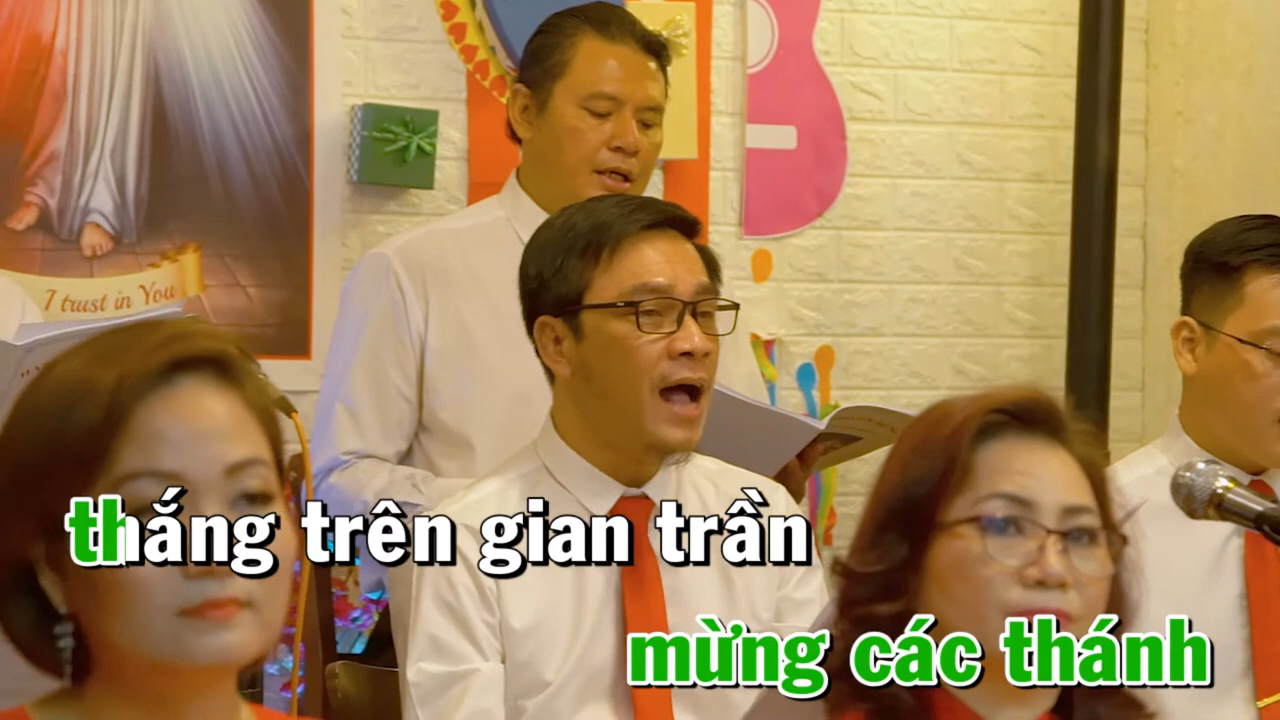 I trust in You
thắng trên gian trần
mừng các thánh